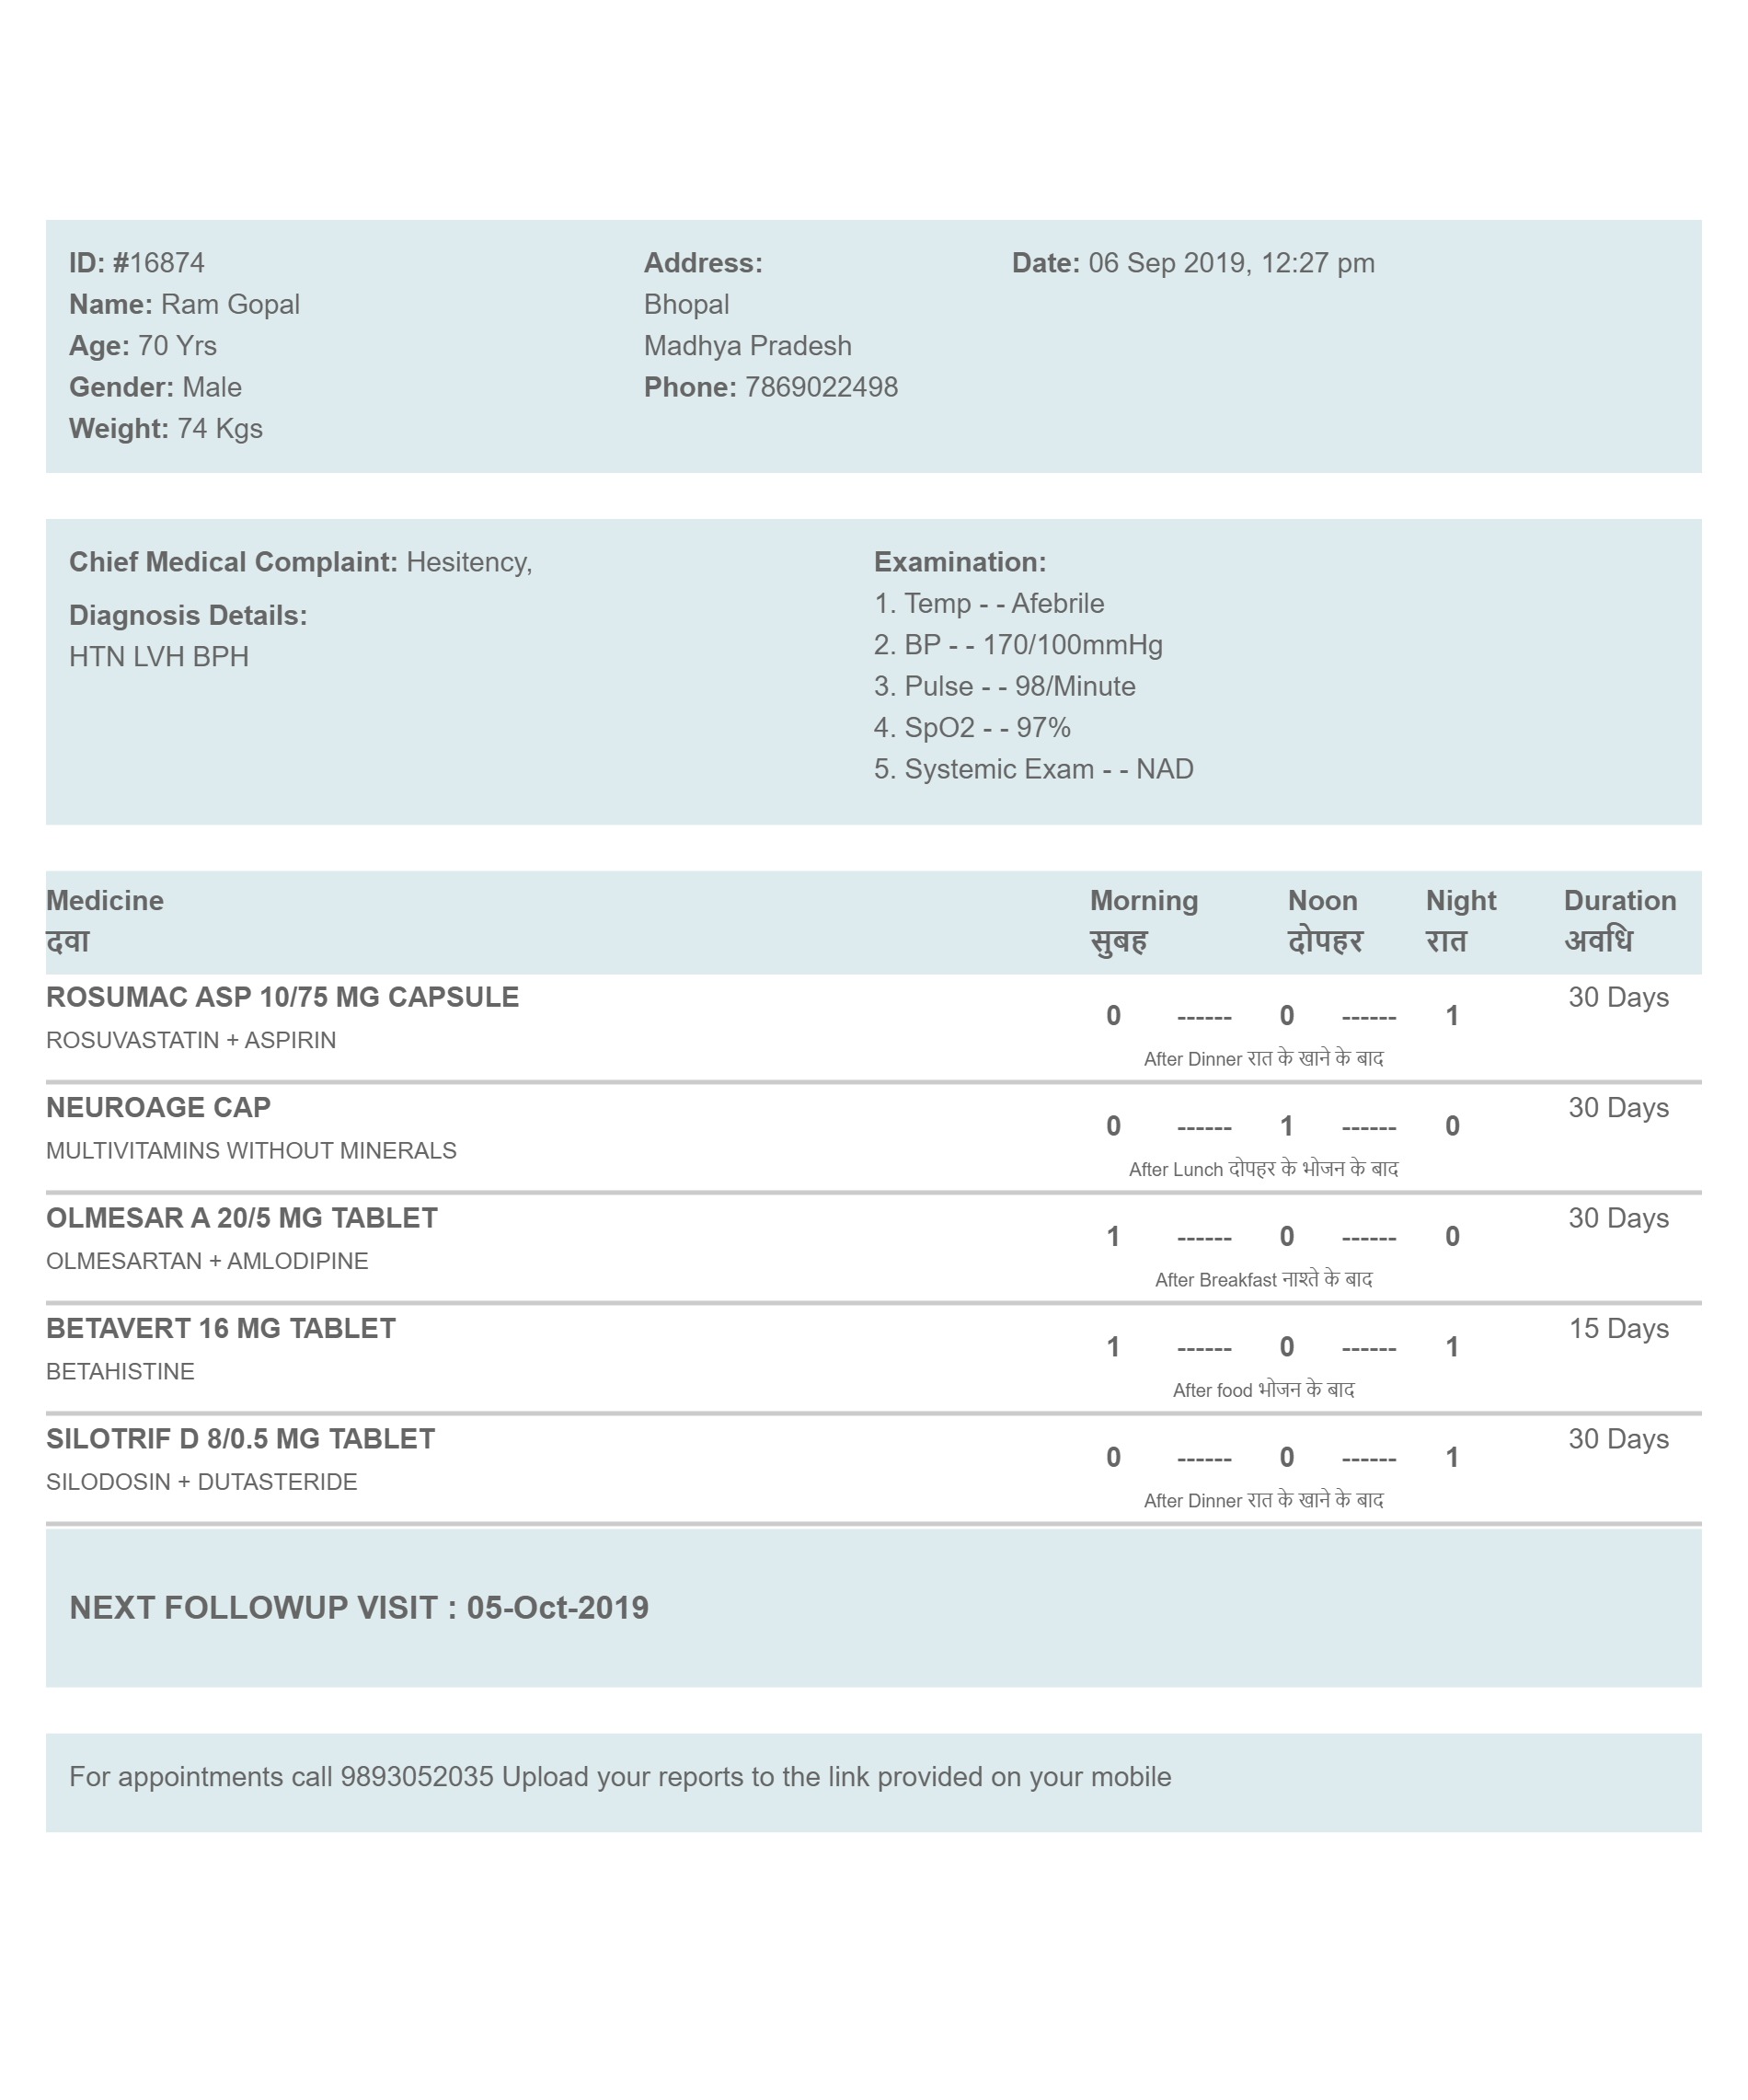 ID: #16874
Name: Ram Gopal
Age: 70 Yrs
Gender: Male
Weight: 74 Kgs
Address:
Bhopal
Madhya Pradesh
Phone: 7869022498
Date: 06 Sep 2019, 12:27 pm
Chief Medical Complaint: Hesitency,
Diagnosis Details:
HTN LVH BPH
Examination:
1. Temp - - Afebrile
2. BP - - 170/100mmHg
3. Pulse - - 98/Minute
4. SpO2 - - 97%
5. Systemic Exam - - NAD
Medicine Morning Noon Night Duration
दवा सुबह दोपहर रात अवधि
ROSUMAC ASP 10/75 MG CAPSULE 30 Days
0 ------ 0 ------ 1
ROSUVASTATIN + ASPIRIN
After Dinner रात के खाने के बाद
NEUROAGE CAP 30 Days
0 ------ 1 ------ 0
MULTIVITAMINS WITHOUT MINERALS
After Lunch दोपहर के भोजन के बाद
OLMESAR A 20/5 MG TABLET 30 Days
1 ------ 0 ------ 0
OLMESARTAN + AMLODIPINE
After Breakfast नाश्ते के बाद
BETAVERT 16 MG TABLET 15 Days
1 ------ 0 ------ 1
BETAHISTINE
After food भोजन के बाद
SILOTRIF D 8/0.5 MG TABLET 30 Days
0 ------ 0 ------ 1
SILODOSIN + DUTASTERIDE
After Dinner रात के खाने के बाद
NEXT FOLLOWUP VISIT : 05-Oct-2019
For appointments call 9893052035 Upload your reports to the link provided on your mobile